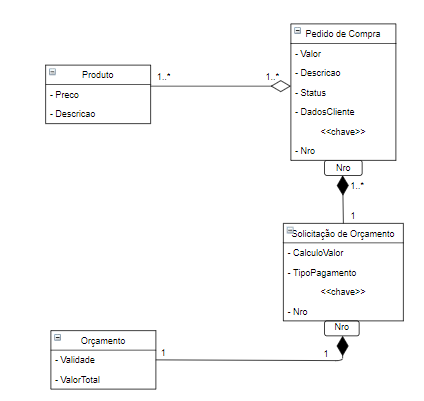 Pedido de Compra
- Valor
- Descricao
- Status
- DadosCliente
<<chave>>
- Nro
Nro
Produto
- Preco
- Descricao
1..*
1..*
1..*
1
Solicitação de Orçamento
- CalculoValor
- TipoPagamento
<<chave>>
- Nro
Nro
Orçamento
- Validade
- ValorTotal
1
1